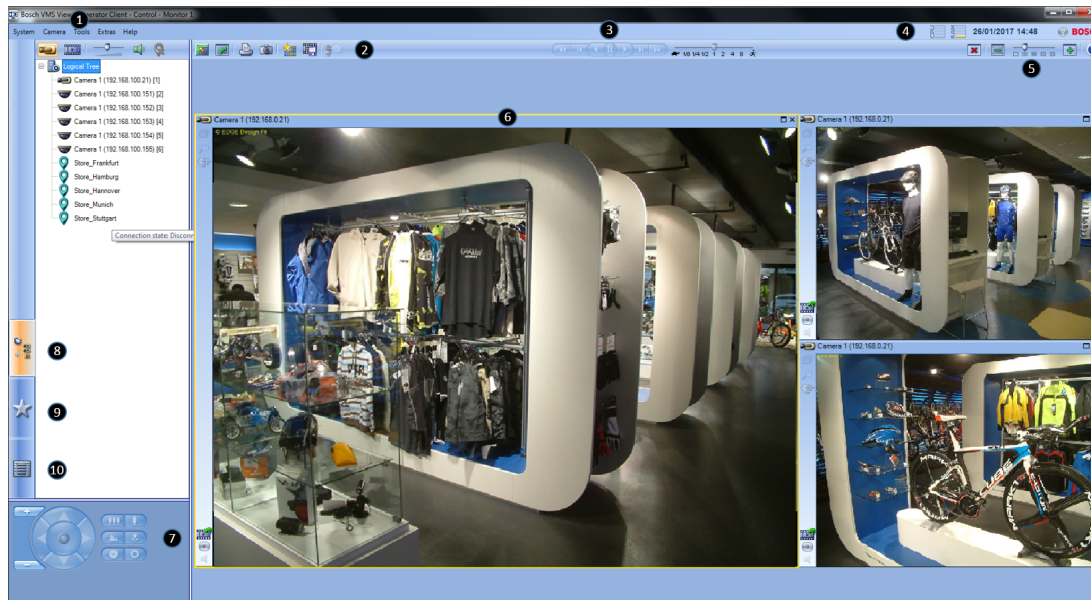 Bosch VMS Viewer Operator Client - Control - Monitor 1
System Camera Tools Extras Help
1
2
3
4
26/01/2017 14:48
BOSC
1/8 1/4 1/2 1 2 4 8
5
Logical Tree
Camera 1 (192.168.100.21) [1]
Camera 1 (192.168.100.151) [2]
Camera 1 (192.168.100.152) [3]
Camera 1 (192.168.100.153) [4]
Camera 1 (192.168.100.154) [5]
Camera 1 (192.168.100.155) [6]
Store_Frankfurt
Store_Hamburg
Store_Hannover
Store_Munich
Store_Stuttgart
Connection state: Disconn
Camera 1 (192.168.0.21)
6
© EDGE Design Fit
OAKLEY
Camera 1 (192.168.0.21)
Camera 1 (192.168.0.21)
8
9
10
7